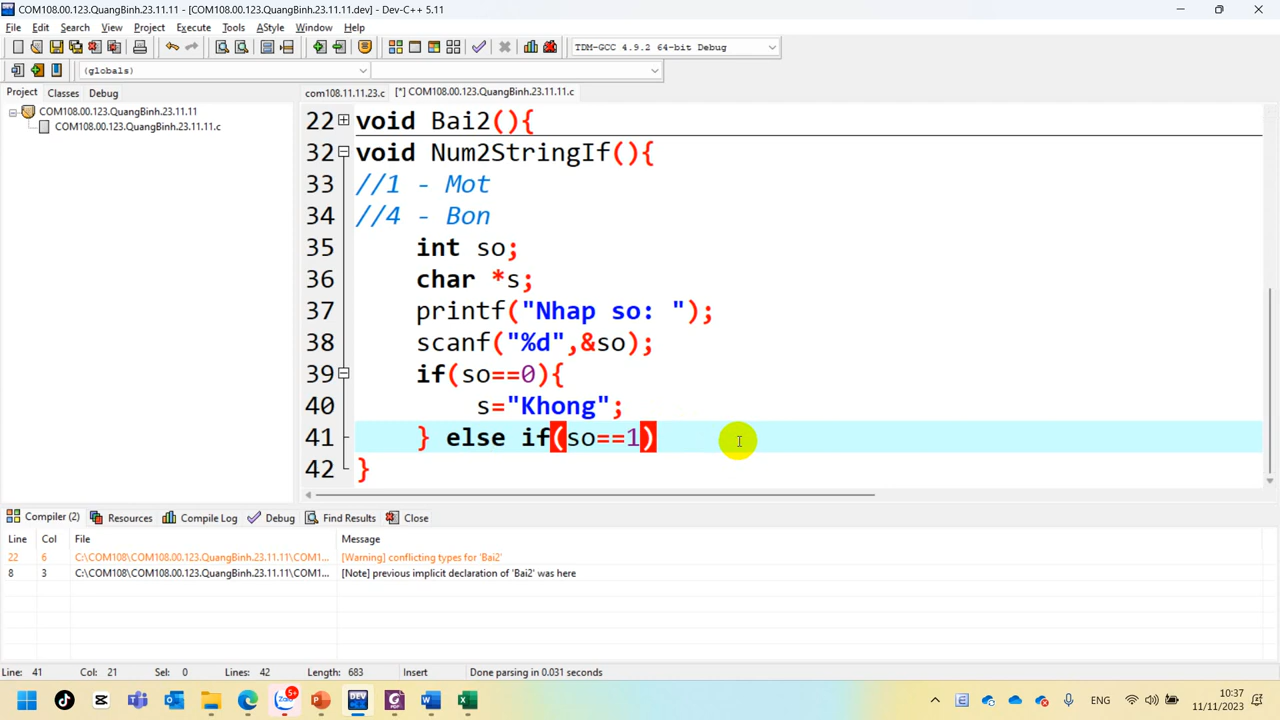 COM108.00.123.QuangBinh.23.11.11 - [COM108.00.123.QuangBinh.23.11.11.dev] - Dev-C++ 5.11
File Edit Search View Project Execute Tools AStyle Window Help
TDM-GCC 4.9.2 64-bit Debug
(globals)
Project Classes Debug
com108.11.11.23.c [*] COM108.00.123.QuangBinh.23.11.11.c
COM108.00.123.QuangBinh.23.11.11
COM108.00.123.QuangBinh.23.11.11.c
22 void Bai2(){
32 void Num2StringIf(){
33 //1 - Mot
34 //4 - Bon
35 int so;
36 char *s;
37 printf("Nhap so: ");
38 scanf("%d",&so);
39 if(so==0){
40 s="Khong";
41 } else if(so==1)
42 }
Compiler (2) Resources Compile Log Debug Find Results Close
Line Col File Message
22 6 C:\COM108\COM108.00.123.QuangBinh.23.11.11\COM1... [Warning] conflicting types for 'Bai2'
8 3 C:\COM108\COM108.00.123.QuangBinh.23.11.11\COM1... [Note] previous implicit declaration of 'Bai2' was here
Line: 41 Col: 21 Sel: 0 Lines: 42 Length: 683 Insert Done parsing in 0.031 seconds
DEV
5+
ENG
10:37
11/11/2023